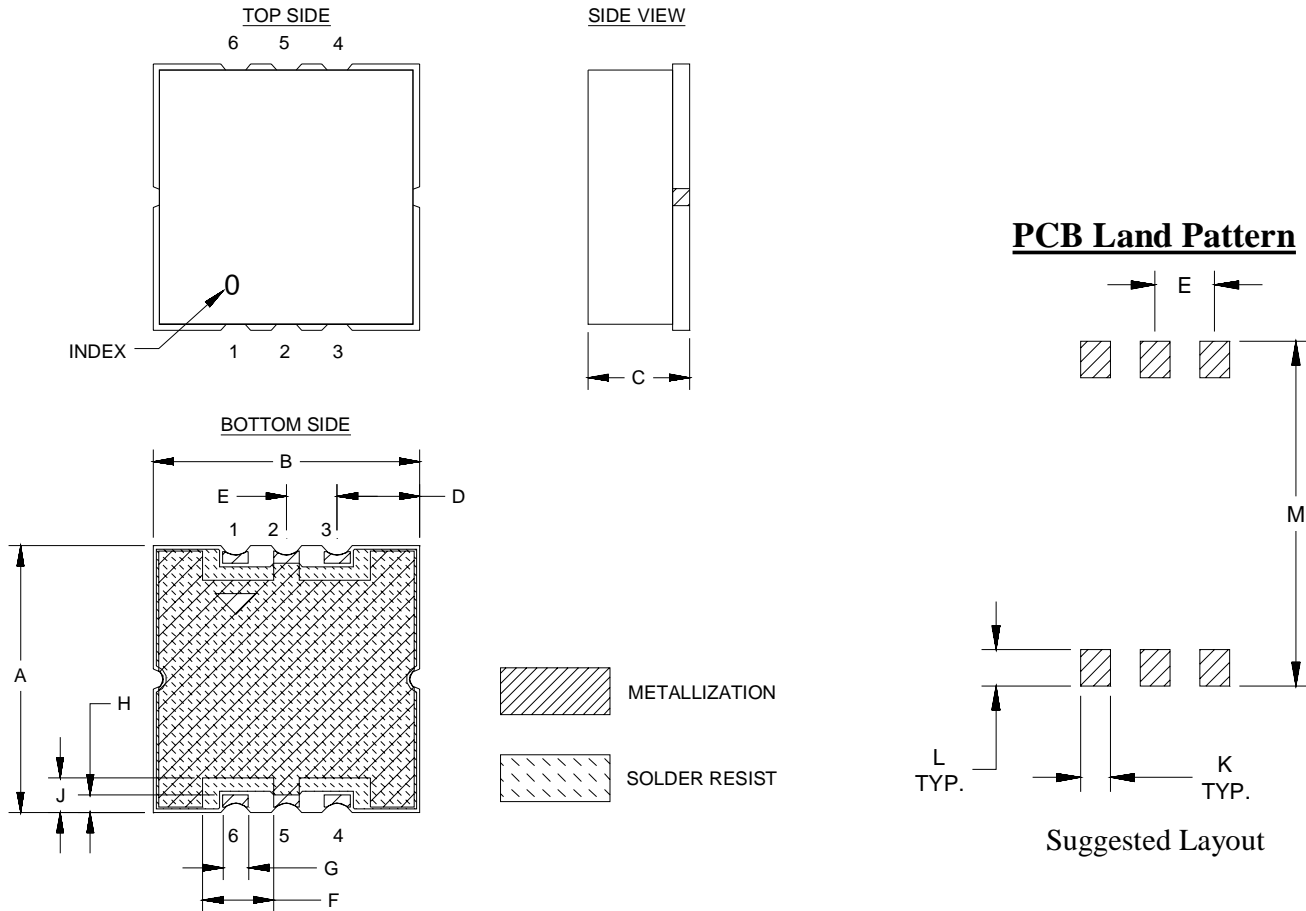 TOP SIDE
6 5 4
0
INDEX
1 2 3
SIDE VIEW
C
BOTTOM SIDE
B
E
D
1 2 3
A
H
J
6 5 4
G
F
METALLIZATION
SOLDER RESIST
PCB Land Pattern
E
M
L
TYP.
K
TYP.
Suggested Layout